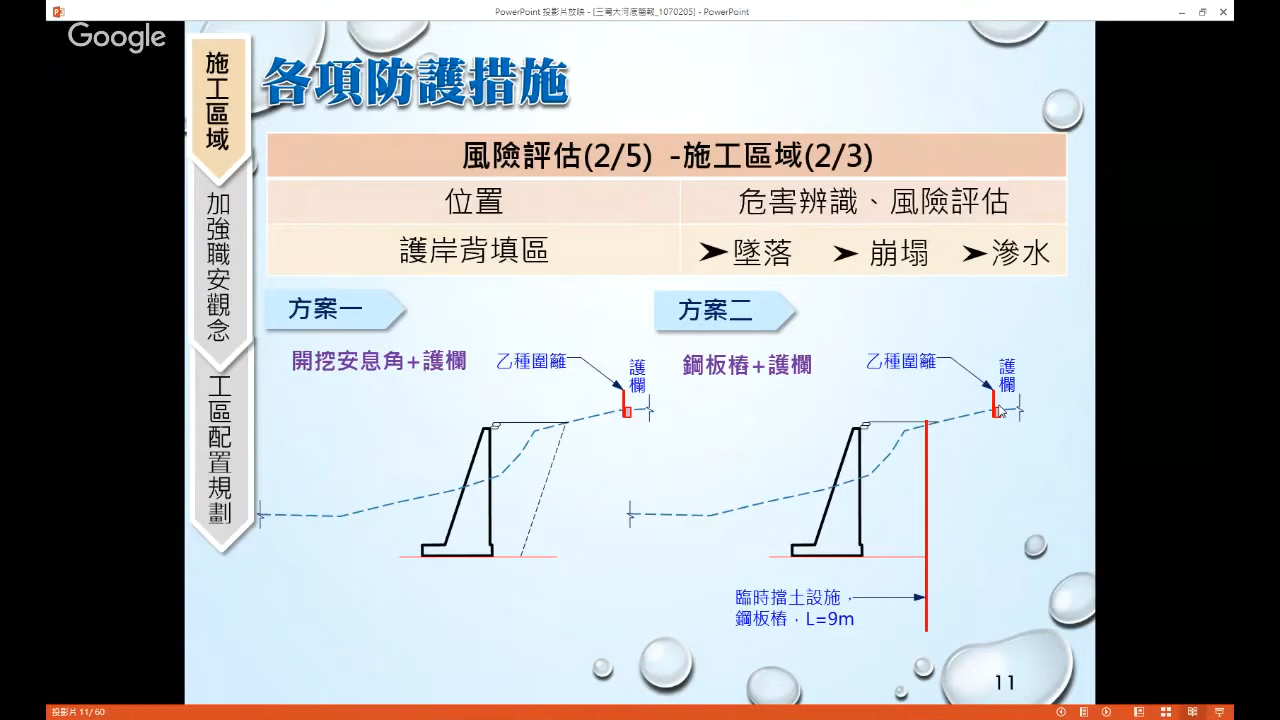 PowerPoint 投影片放映 - [三灣大河底簡報_1070205] - PowerPoint
Google
施工區域
加強職安觀念
工區配置規劃
各項防護措施
風險評估(2/5) -施工區域(2/3)
位置 危害辨識、風險評估
護岸背填區 ➤墜落 ➤崩塌 ➤滲水
方案一
開挖安息角+護欄
乙種圍籬
護欄
方案二
鋼板樁+護欄
乙種圍籬
護欄
臨時擋土設施，
鋼板樁，L=9m
11
投影片 11/60